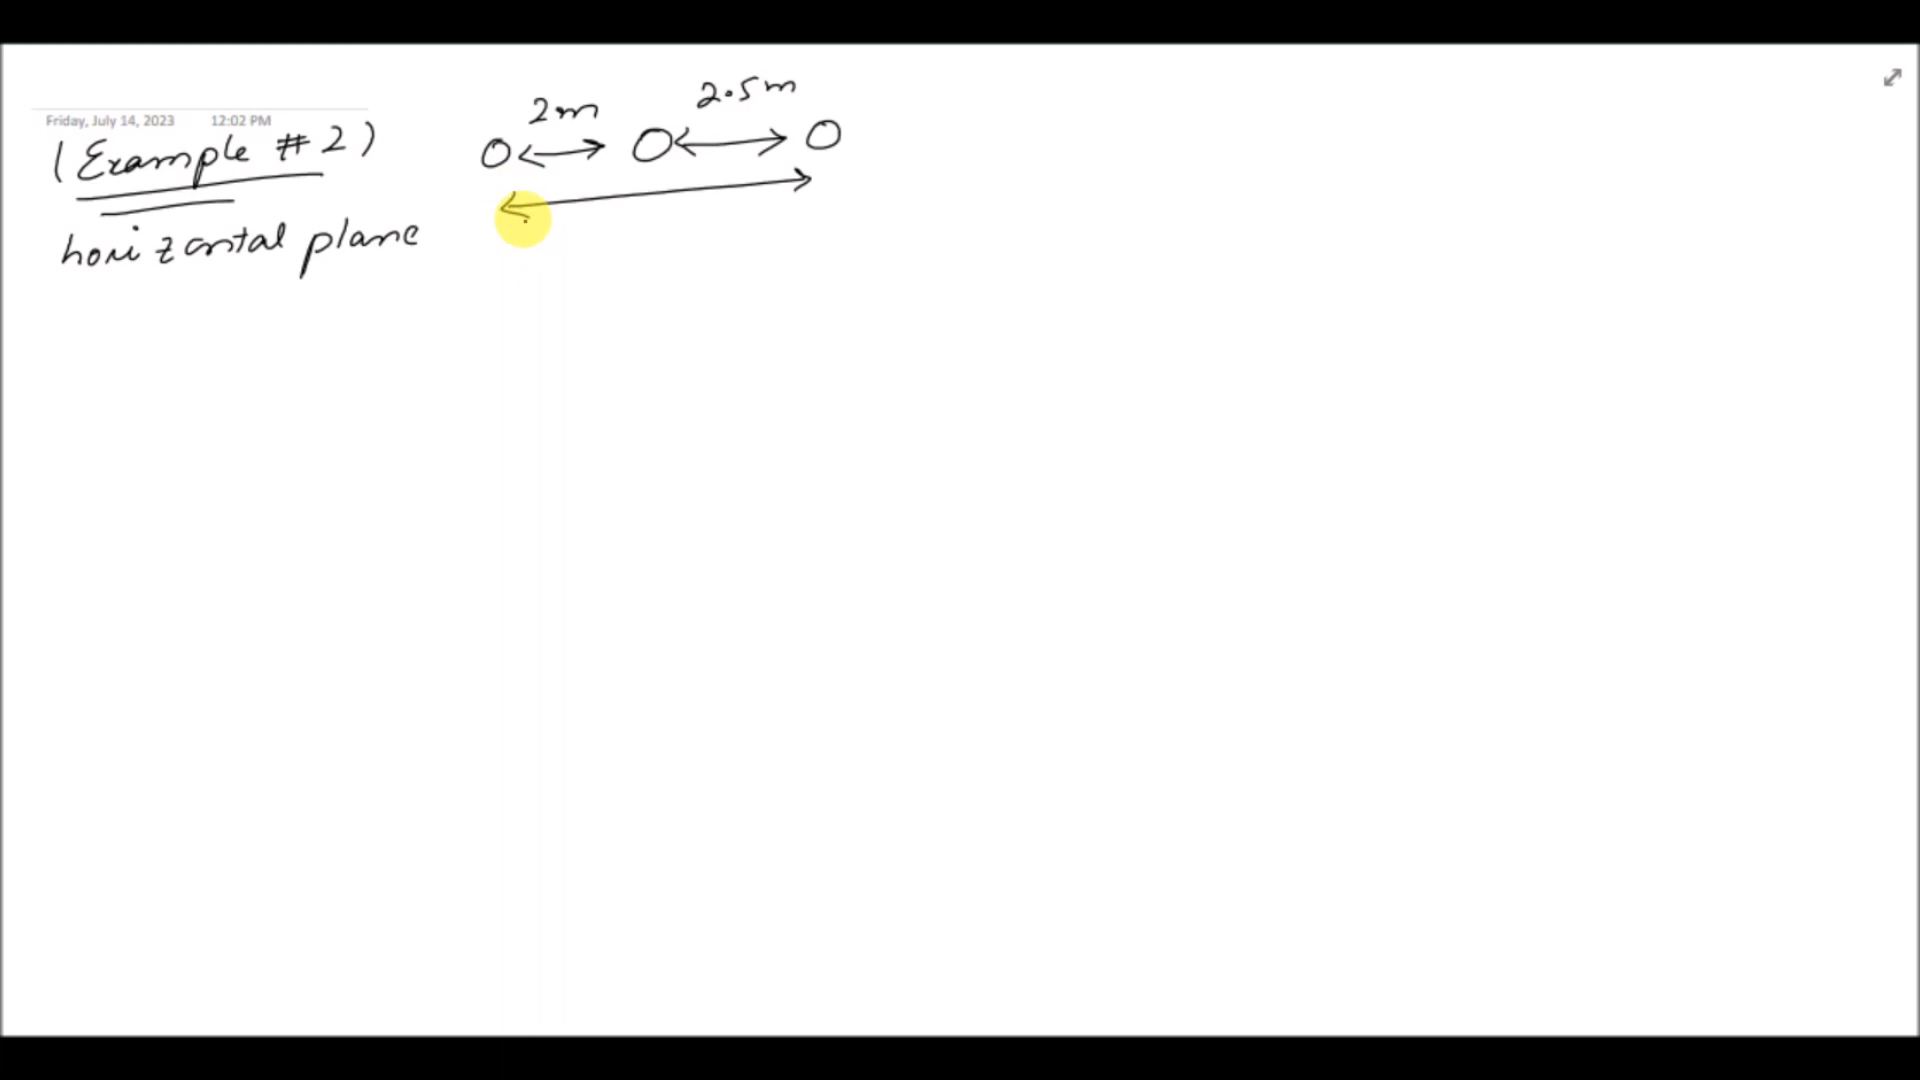 Friday, July 14, 2023 12:02 PM
(Example #2)
2m
2.5m
horizontal plane